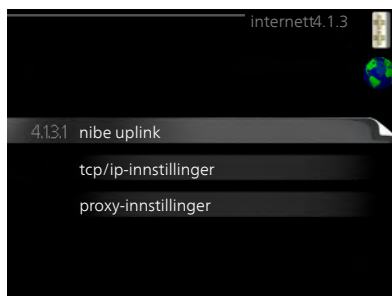 internett4.1.3
4.1.3.1 nibe uplink
tcp/ip-innstillinger
proxy-innstillinger